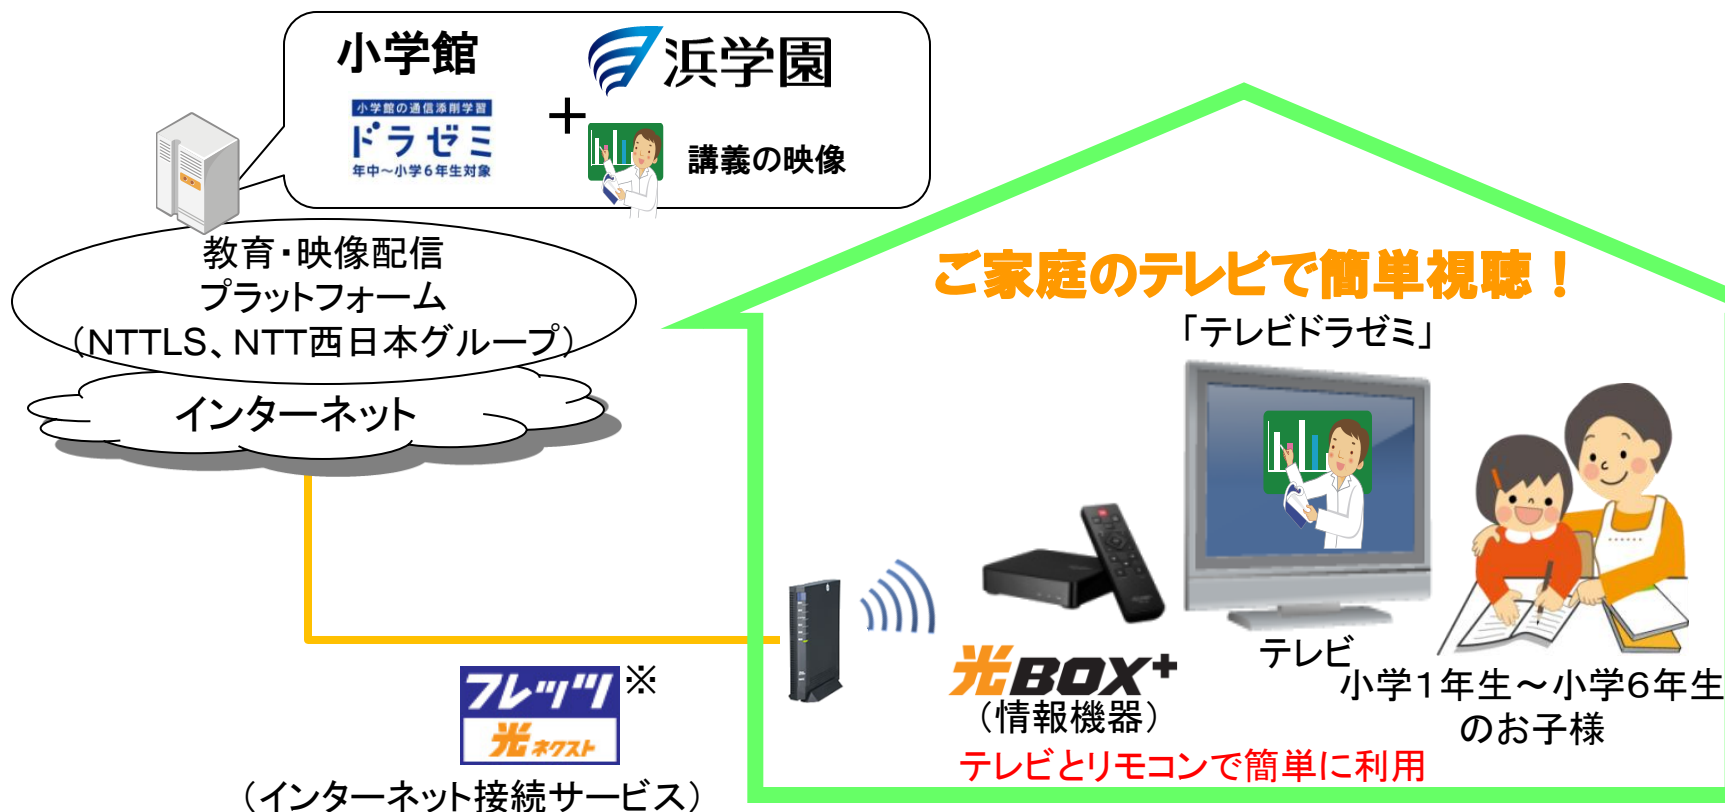 小学館
浜学園
小学館の通信添削学習
ドラゼミ
年中～小学6年生対象
＋
講義の映像
教育・映像配信
プラットフォーム
（NTTLS、NTT西日本グループ）
インターネット
ご家庭のテレビで簡単視聴！
「テレビドラゼミ」
フレッツ
光ネクスト
※
（インターネット接続サービス）
光BOX+
（情報機器）
テレビ
小学１年生～小学６年生
のお子様
テレビとリモコンで簡単に利用